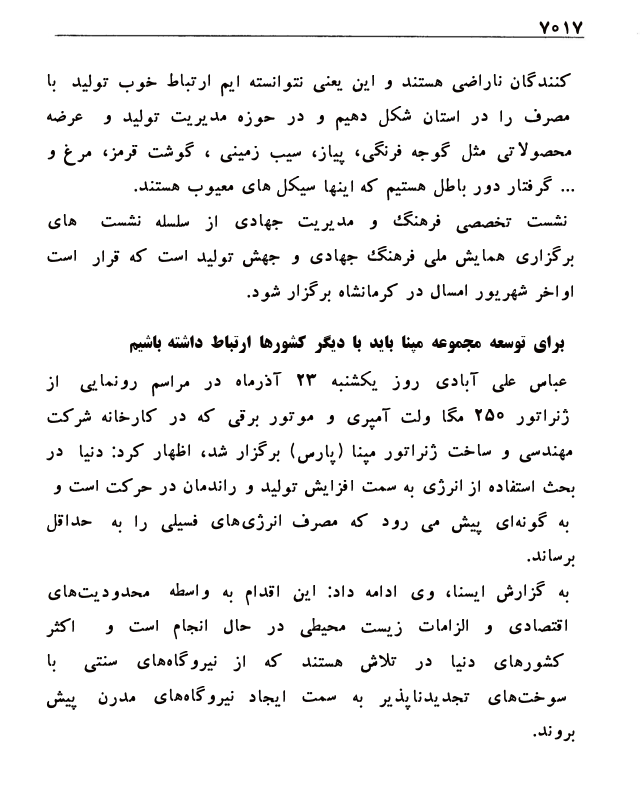 ۷۰۱۷
کنندگان ناراضی هستند و این یعنی نتوانسته ایم ارتباط خوب تولید با
مصرف را در استان شکل دهیم و در حوزه مدیریت تولید و عرضه
محصولاتی مثل گوجه فرنگی، پیاز، سیب زمینی ، گوشت قرمز، مرغ و
... گرفتار دور باطل هستیم که اینها سیکل های معیوب هستند.
نشست تخصصی فرهنگ و مدیریت جهادی از سلسله نشست های
برگزاری همایش ملی فرهنگ جهادی و جهش تولید است که قرار است
اواخر شهریور امسال در کرمانشاه برگزار شود.
برای توسعه مجموعه مپنا باید با دیگر کشورها ارتباط داشته باشیم
عباس علی آبادی روز یکشنبه ۲۳ آذرماه در مراسم رونمایی از
ژنراتور ۲۵۰ مگا ولت آمپری و موتور برقی که در کارخانه شرکت
مهندسی و ساخت ژنراتور مپنا (پارس) برگزار شد، اظهار کرد: دنیا در
بحث استفاده از انرژی به سمت افزایش تولید و راندمان در حرکت است و
به گونه‌ای پیش می رود که مصرف انرژی‌های فسیلی را به حداقل
برساند.
به گزارش ایسنا، وی ادامه داد: این اقدام به واسطه محدودیت‌های
اقتصادی و الزامات زیست محیطی در حال انجام است و اکثر
کشورهای دنیا در تلاش هستند که از نیروگاه‌های سنتی با
سوخت‌های تجدیدناپذیر به سمت ایجاد نیروگاه‌های مدرن پیش
بروند.